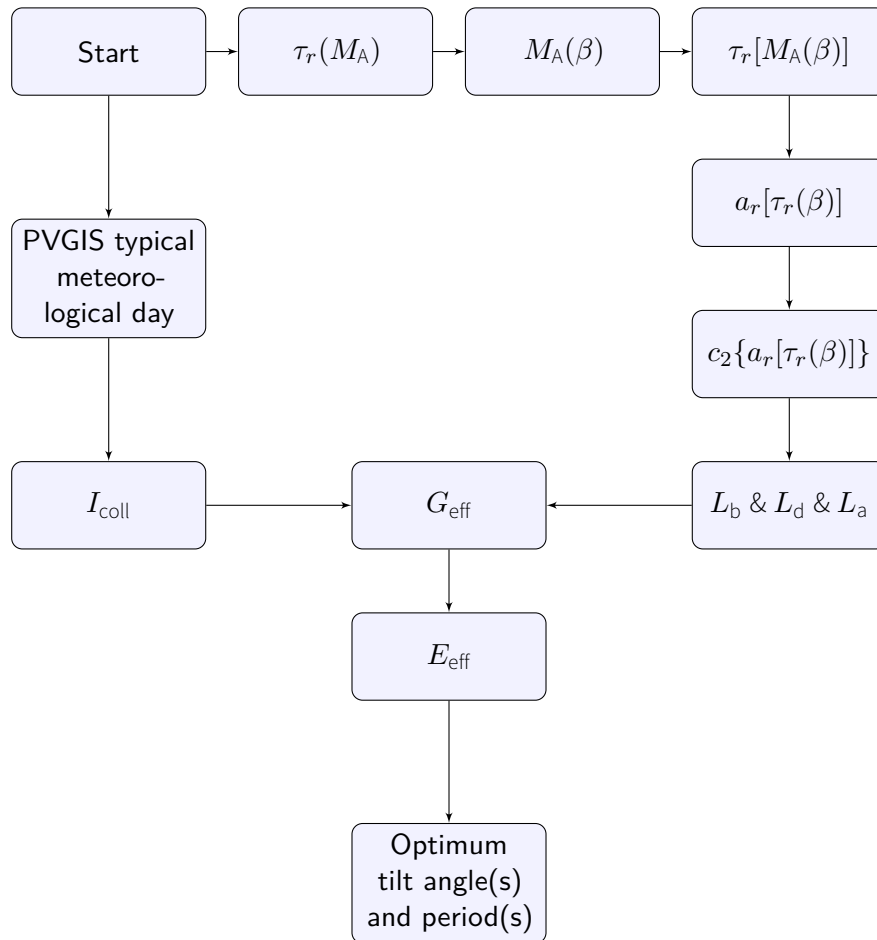 Start
τ_r(M_A)
M_A(β)
τ_r[M_A(β)]
a_r[τ_r(β)]
PVGIS typical
meteoro-
logical day
c_2{a_r[τ_r(β)]}
I_coll
G_eff
L_b & L_d & L_a
E_eff
Optimum
tilt angle(s)
and period(s)